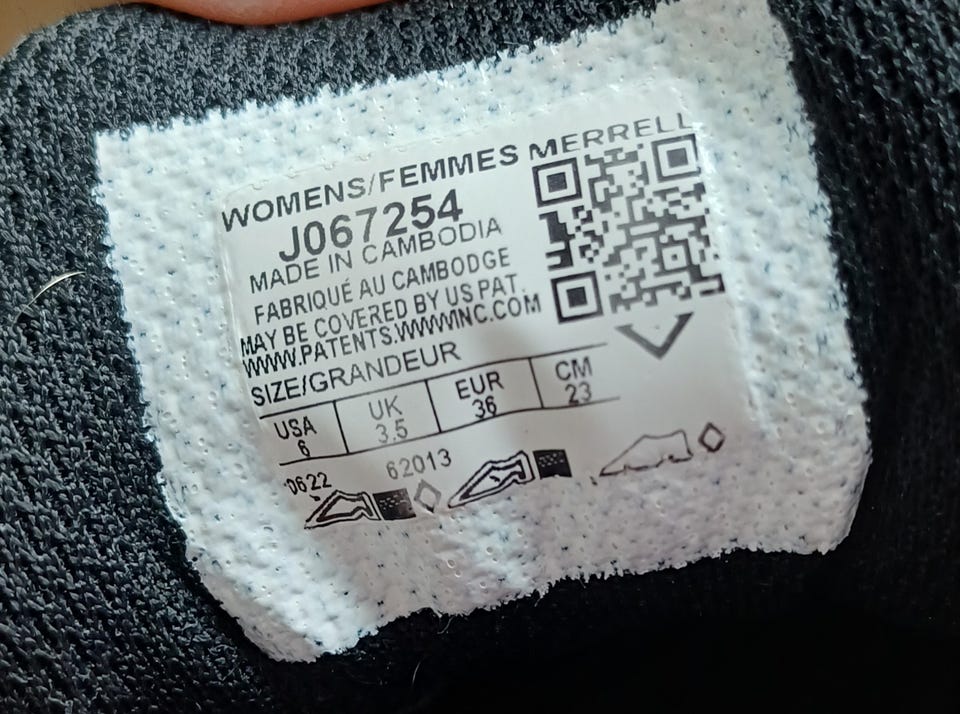 WOMENS/FEMMES MERRELL
J067254
MADE IN CAMBODIA
FABRIQUÉ AU CAMBODGE
MAY BE COVERED BY US PAT.
WWW.PATENTS.WWWINC.COM
SIZE/GRANDEUR
USA UK EUR CM
6 3.5 36 23
0622 62013